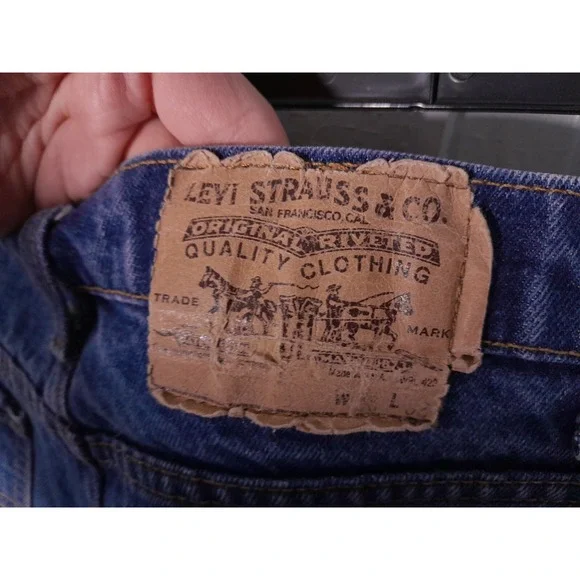 LEVI STRAUSS & CO.
SAN FRANCISCO, CAL.
ORIGINAL RIVETED
QUALITY CLOTHING
TRADE MARK
W L